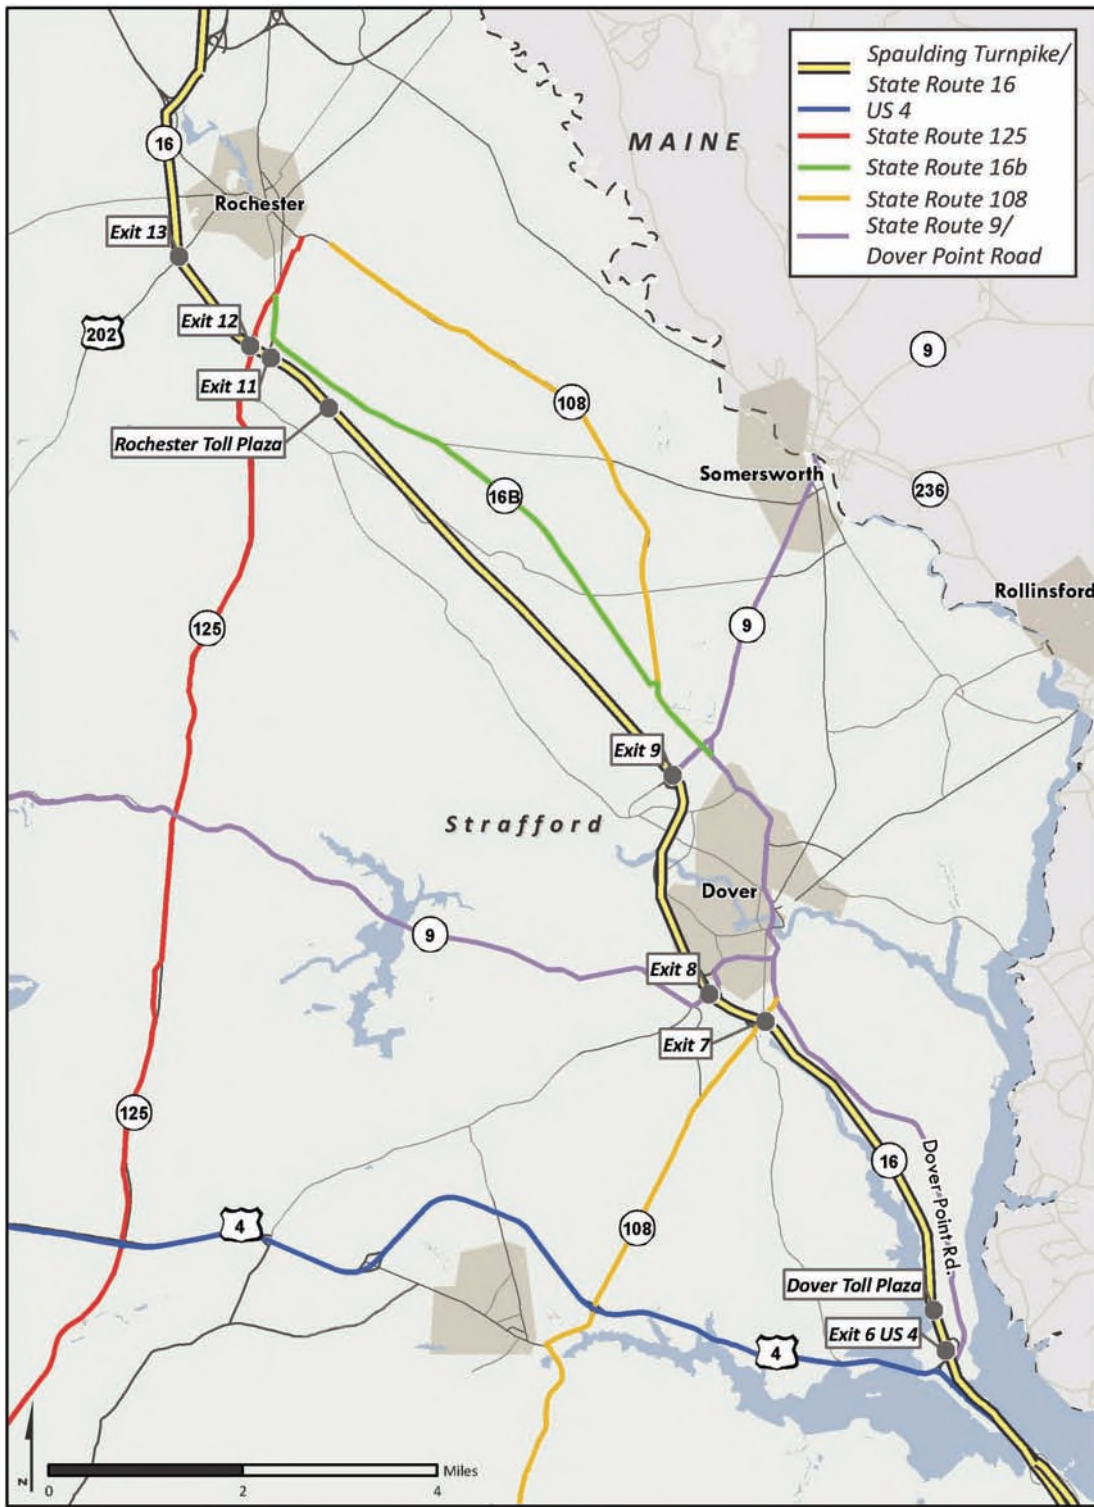 Spaulding Turnpike/
State Route 16
US 4
State Route 125
State Route 16b
State Route 108
State Route 9/
Dover Point Road
MAINE
16
Rochester
Exit 13
202
Exit 12
9
Exit 11
108
Rochester Toll Plaza
Somersworth
16B
236
Rollinsford
125
9
Exit 9
Strafford
Dover
9
Exit 8
Exit 7
125
16
Dover Point Rd.
4
108
Dover Toll Plaza
Exit 6 US 4
4
N
Miles
0
2
4